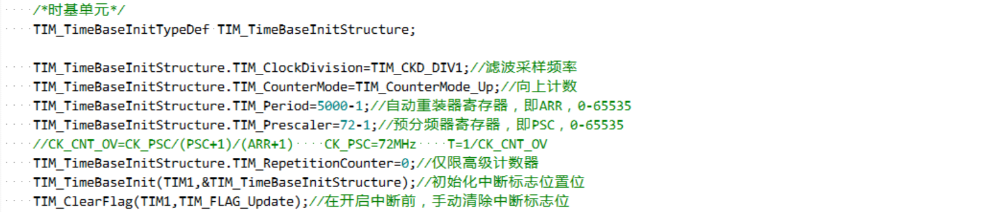 /*时基单元*/
TIM_TimeBaseInitTypeDef TIM_TimeBaseInitStructure;
TIM_TimeBaseInitStructure.TIM_ClockDivision=TIM_CKD_DIV1;//滤波采样频率
TIM_TimeBaseInitStructure.TIM_CounterMode=TIM_CounterMode_Up;//向上计数
TIM_TimeBaseInitStructure.TIM_Period=5000-1;//自动重装器寄存器，即ARR，0-65535
TIM_TimeBaseInitStructure.TIM_Prescaler=72-1;//预分频器寄存器，即PSC，0-65535
//CK_CNT_OV=CK_PSC/(PSC+1)/(ARR+1)    CK_PSC=72MHz    T=1/CK_CNT_OV
TIM_TimeBaseInitStructure.TIM_RepetitionCounter=0;//仅限高级计数器
TIM_TimeBaseInit(TIM1,&TIM_TimeBaseInitStructure);//初始化中断标志位置位
TIM_ClearFlag(TIM1,TIM_FLAG_Update);//在开启中断前，手动清除中断标志位